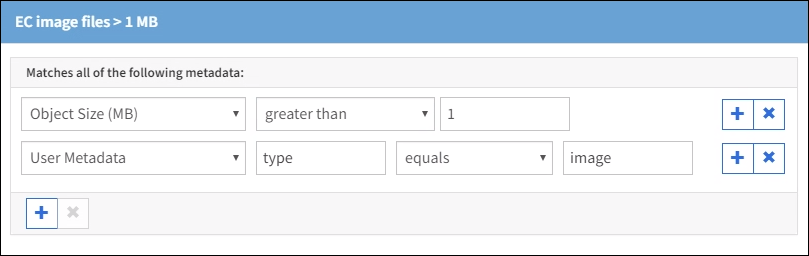 EC image files > 1 MB
Matches all of the following metadata:
Object Size (MB) greater than 1
User Metadata type equals image